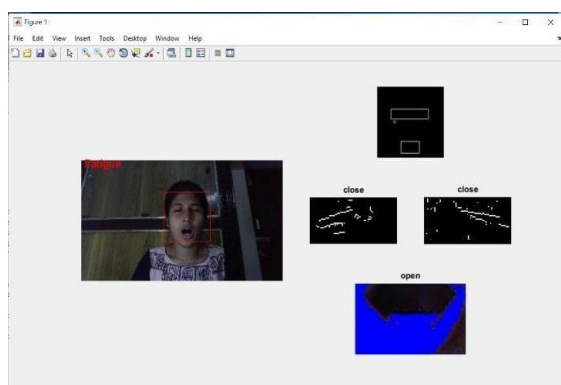 Figure 1
File Edit View Insert Tools Desktop Window Help
Fatigue
close
close
open